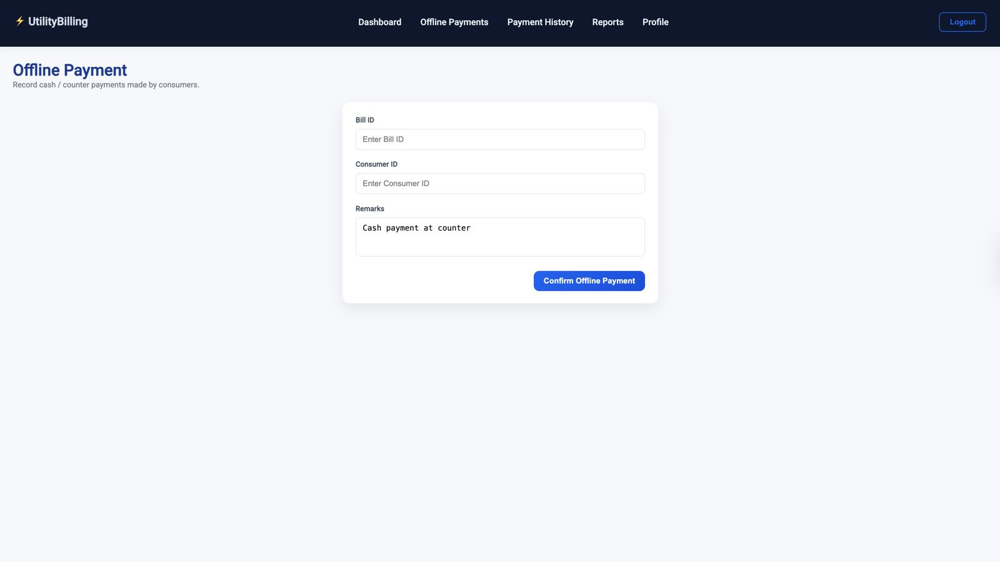 ⚡ UtilityBilling
Dashboard
Offline Payments
Payment History
Reports
Profile
Logout
Offline Payment
Record cash / counter payments made by consumers.
Bill ID
Enter Bill ID
Consumer ID
Enter Consumer ID
Remarks
Cash payment at counter
Confirm Offline Payment